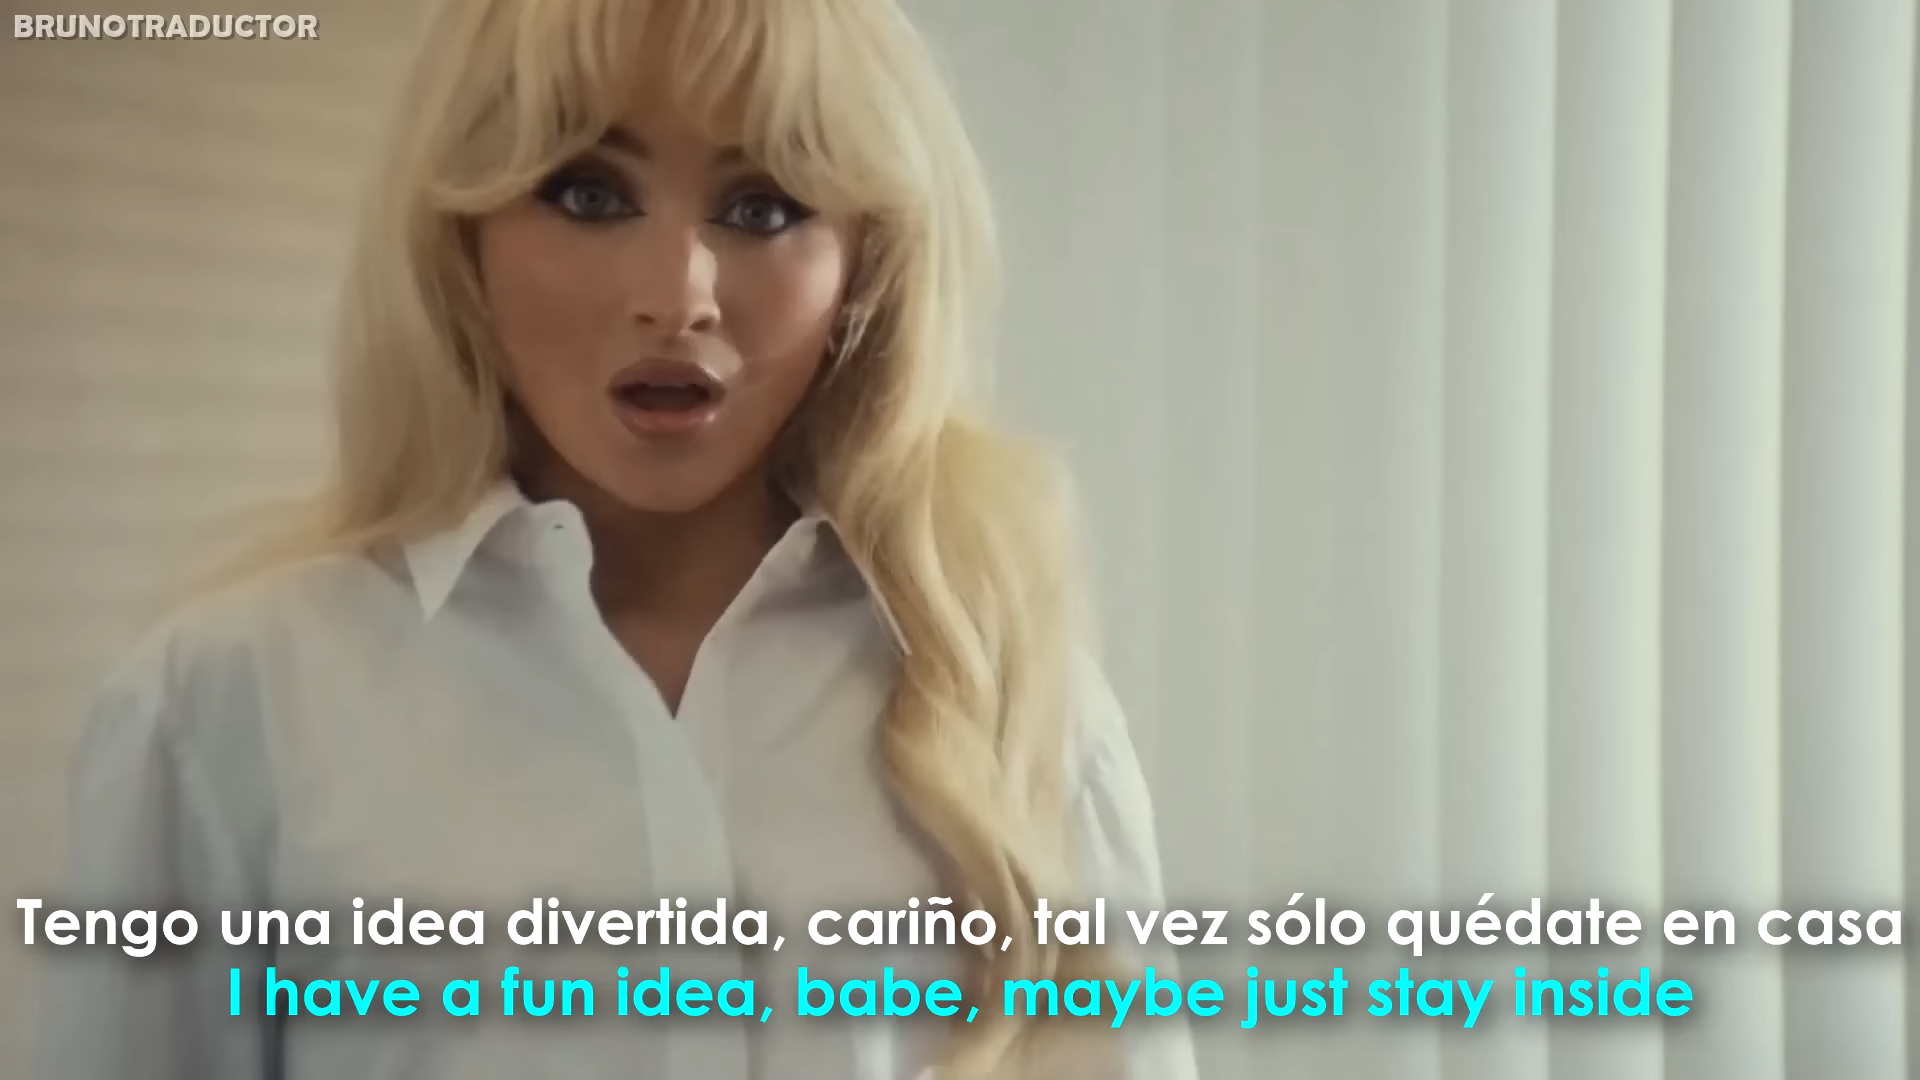 BRUNOTRADUCTOR
Tengo una idea divertida, cariño, tal vez sólo quédate en casa
I have a fun idea, babe, maybe just stay inside